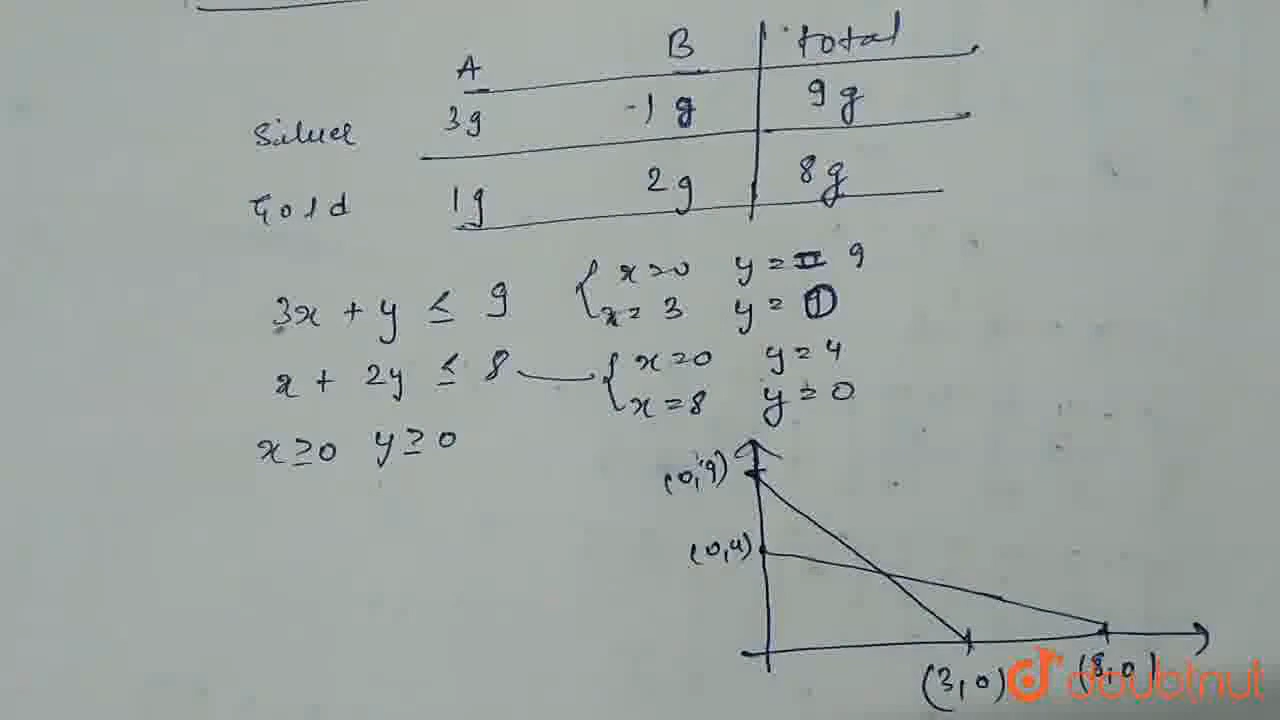 A B total
Silver 3g -1 g 9g
Gold 1g 2g 8g
3x + y ≤ 9 { x=0 y = 9
x = 3 y = 0
x + 2y ≤ 8 { x=0 y=4
x=8 y=0
x≥0 y≥0
(0,9)
(0,4)
(3,0) (8,0)
doubtnut